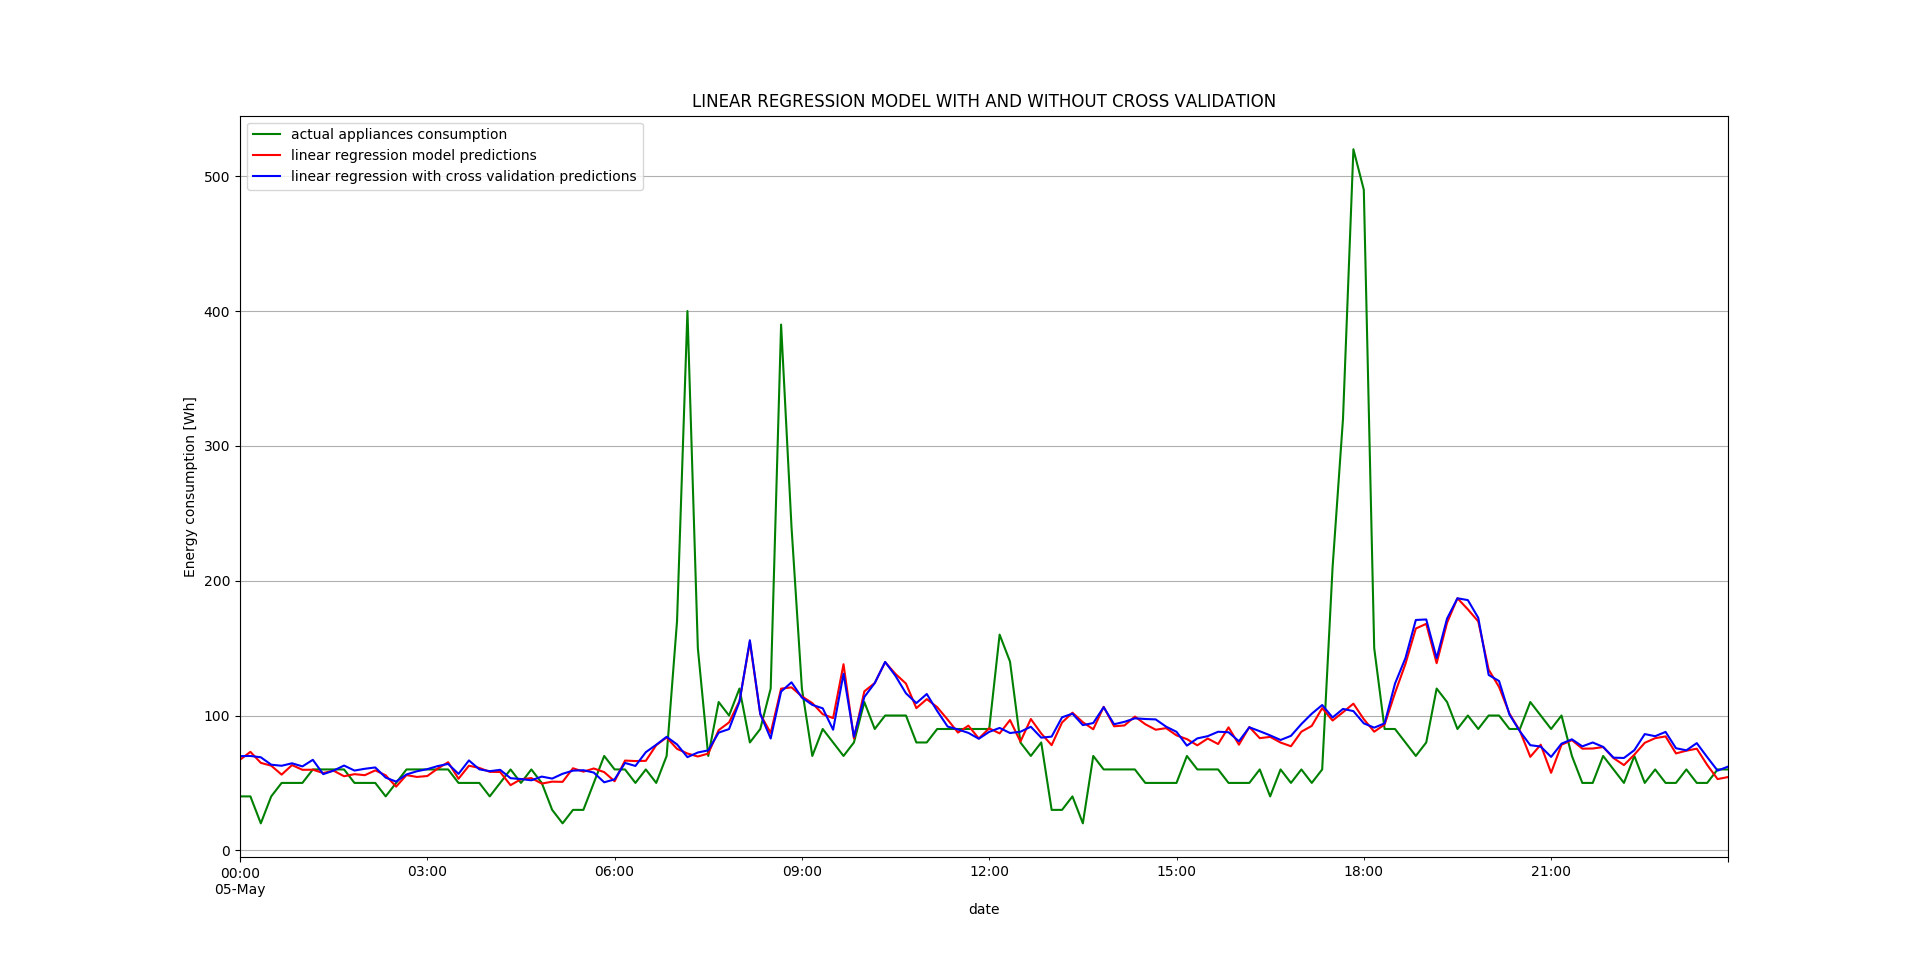 LINEAR REGRESSION MODEL WITH AND WITHOUT CROSS VALIDATION
actual appliances consumption
linear regression model predictions
linear regression with cross validation predictions
Energy consumption [Wh]
500
400
300
200
100
0
00:00 03:00 06:00 09:00 12:00 15:00 18:00 21:00
05-May
date